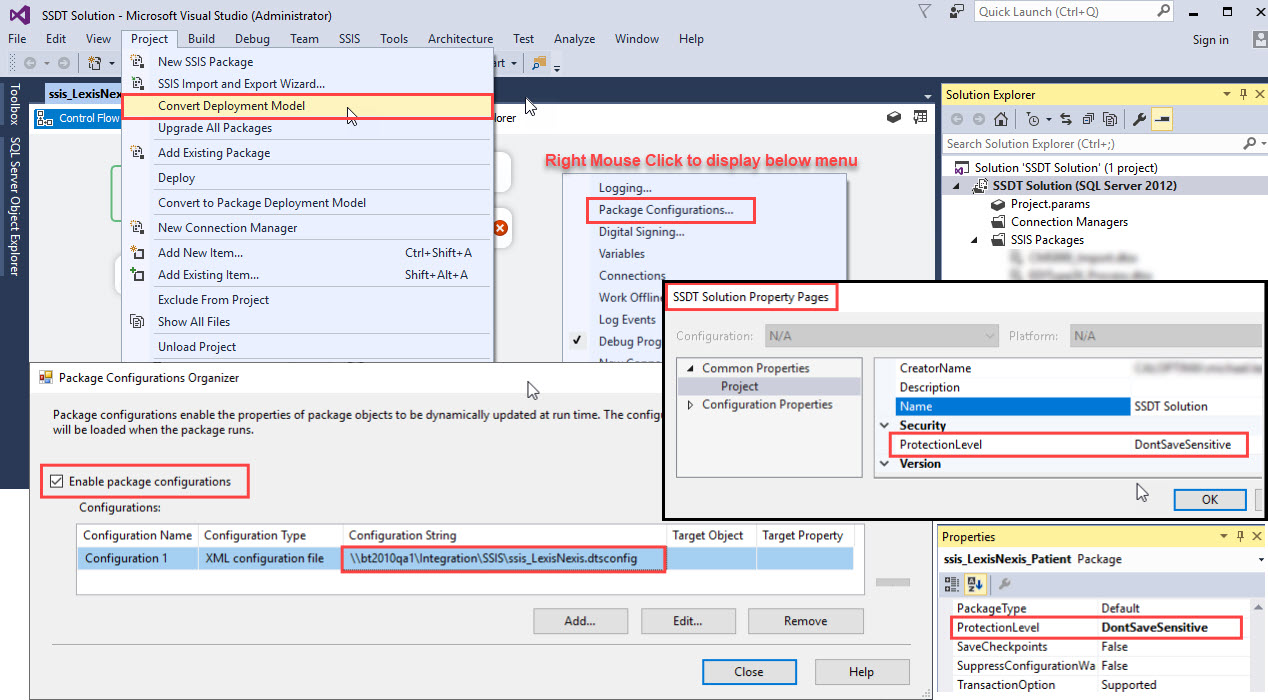 SSDT Solution - Microsoft Visual Studio (Administrator)
Quick Launch (Ctrl+Q)
File Edit View Project Build Debug Team SSIS Tools Architecture Test Analyze Window Help
Sign in
Toolbox
SQL Server Object Explorer
ssis_LexisNex
Control Flow
New SSIS Package
SSIS Import and Export Wizard...
Convert Deployment Model
Upgrade All Packages
Add Existing Package
Deploy
Convert to Package Deployment Model
New Connection Manager
Add New Item... Ctrl+Shift+A
Add Existing Item... Shift+Alt+A
Exclude From Project
Show All Files
Unload Project
art
lorer
Right Mouse Click to display below menu
Logging...
Package Configurations...
Digital Signing...
Variables
Connections
Work Offlin
Log Events
Debug Prog
Solution Explorer
Search Solution Explorer (Ctrl+;)
Solution 'SSDT Solution' (1 project)
SSDT Solution (SQL Server 2012)
Project.params
Connection Managers
SSIS Packages
SSDT Solution Property Pages
Configuration: N/A Platform: N/A
Common Properties
Project
Configuration Properties
CreatorName
Description
Name SSDT Solution
Security
ProtectionLevel DontSaveSensitive
Version
OK
Package Configurations Organizer
Package configurations enable the properties of package objects to be dynamically updated at run time. The configu
will be loaded when the package runs.
Enable package configurations
Configurations:
Configuration Name Configuration Type Configuration String Target Object Target Property
Configuration 1 XML configuration file \\bt2010qa1\Integration\SSIS\ssis_LexisNexis.dtsconfig
Add... Edit... Remove
Close Help
Properties
ssis_LexisNexis_Patient Package
PackageType Default
ProtectionLevel DontSaveSensitive
SaveCheckpoints False
SuppressConfigurationWa False
TransactionOption Supported